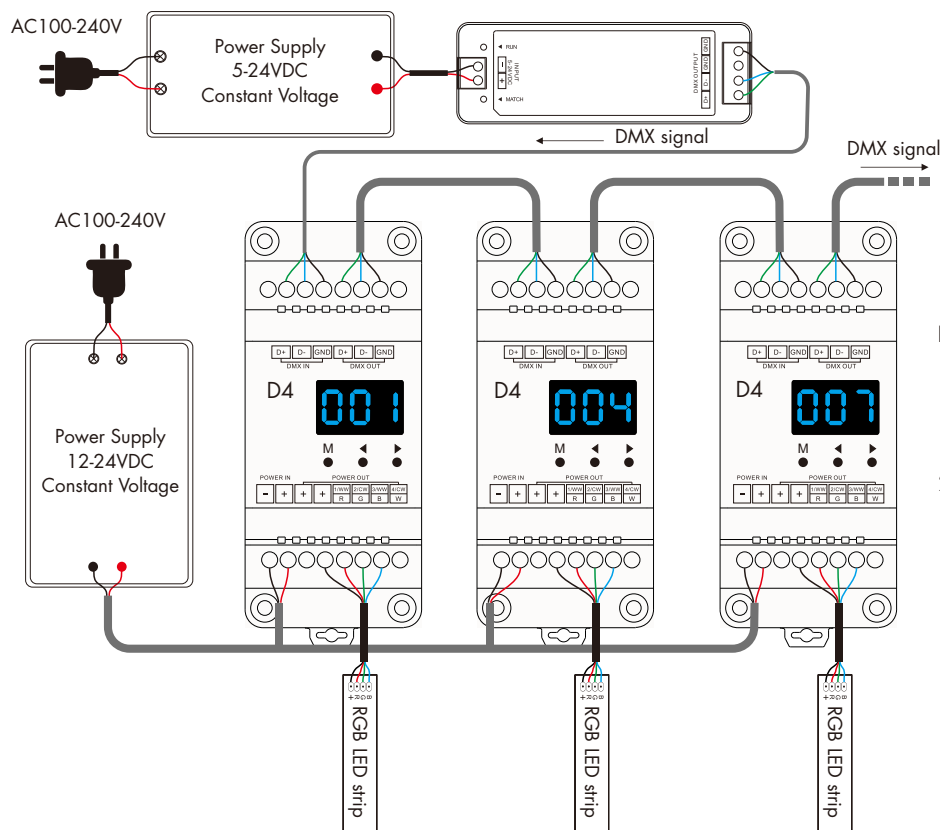 AC100-240V
Power Supply
5-24VDC
Constant Voltage
◄ RUN
INPUT
5-24VDC
− +
◄ MATCH
DMX OUTPUT
GND GND D- D+
DMX signal
DMX signal
AC100-240V
Power Supply
12-24VDC
Constant Voltage
D+ D- GND D+ D- GND
DMX IN DMX OUT
D4
001
M ◄ ►
POWER IN POWER OUT
- + + + 1/WW 2/CW 3/WW 4/CW
R G B W
D+ D- GND D+ D- GND
DMX IN DMX OUT
D4
004
M ◄ ►
POWER IN POWER OUT
- + + + 1/WW 2/CW 3/WW 4/CW
R G B W
D+ D- GND D+ D- GND
DMX IN DMX OUT
D4
007
M ◄ ►
POWER IN POWER OUT
- + + + 1/WW 2/CW 3/WW 4/CW
R G B W
+ R G B
RGB LED strip
+ R G B
RGB LED strip
+ R G B
RGB LED strip